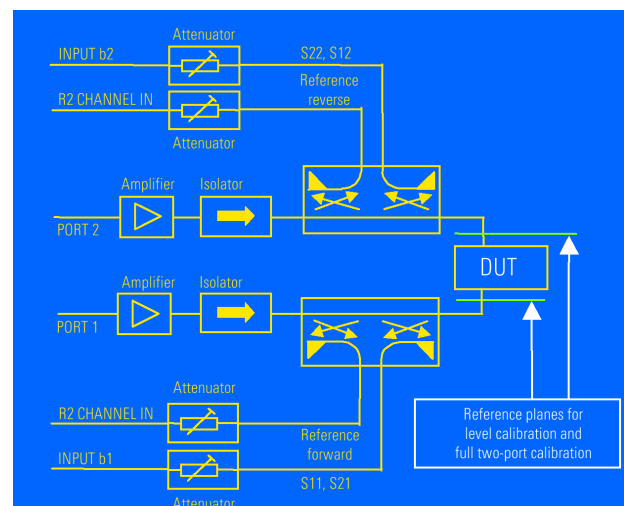 Attenuator
INPUT b2
S22, S12
R2 CHANNEL IN
Reference
reverse
Attenuator
Amplifier
Isolator
PORT 2
DUT
Amplifier
Isolator
PORT 1
Attenuator
R2 CHANNEL IN
Reference
forward
INPUT b1
S11, S21
Attenuator
Reference planes for
level calibration and
full two-port calibration